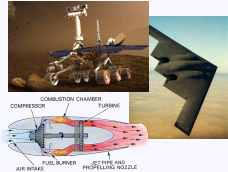 COMBUSTION CHAMBER
COMPRESSOR TURBINE
FUEL BURNER
AIR INTAKE
JET PIPE AND
PROPELLING NOZZLE